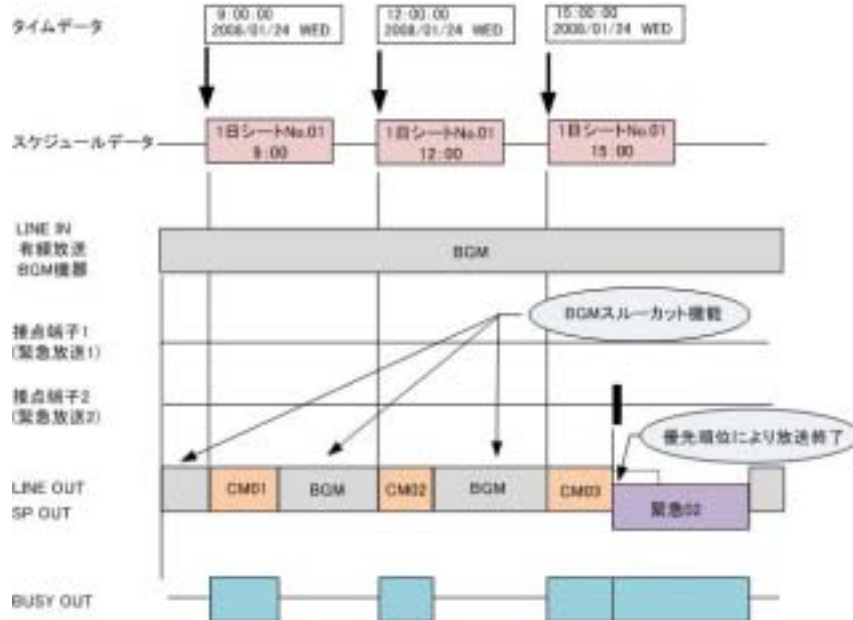 タイムデータ
9:00:00
2008/01/24 WED
12:00:00
2008/01/24 WED
15:00:00
2008/01/24 WED
スケジュールデータ
1日シートNo.01
9:00
1日シートNo.01
12:00
1日シートNo.01
15:00
LINE IN
有線放送
BGM機器
BGM
BGMスルーカット機能
接点端子1
(緊急放送1)
接点端子2
(緊急放送2)
優先順位により放送終了
LINE OUT
SP OUT
CM01
BGM
CM02
BGM
CM03
緊急02
BUSY OUT